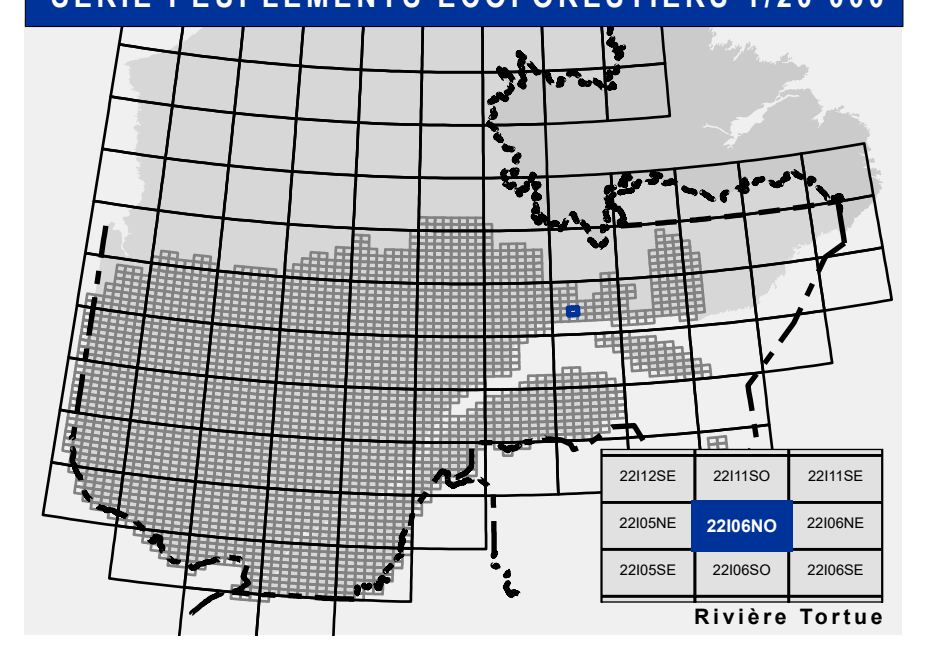 SÉRIE PEUPLEMENTS ÉCOFORESTIERS 1/20 000
22I12SE 22I11SO 22I11SE
22I05NE 22I06NO 22I06NE
22I05SE 22I06SO 22I06SE
Rivière Tortue